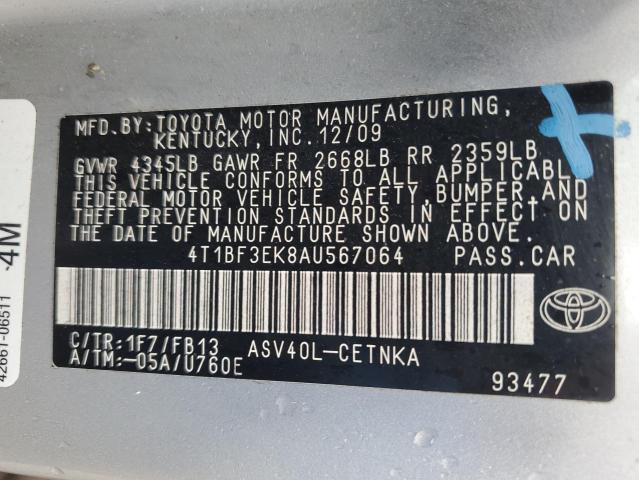 MFD.BY:TOYOTA MOTOR MANUFACTURING,
KENTUCKY,INC.12/09
GVWR 4345LB GAWR FR 2668LB RR 2359LB
THIS VEHICLE CONFORMS TO ALL APPLICABLE
FEDERAL MOTOR VEHICLE SAFETY,BUMPER,AND
THEFT PREVENTION STANDARDS IN EFFECT ON
THE DATE OF MANUFACTURE SHOWN ABOVE.
4T1BF3EK8AU567064 PASS.CAR
C/TR:1F7/FB13 ASV40L-CETNKA
A/TM:-05A/U760E
93477
42661-06511
-4M